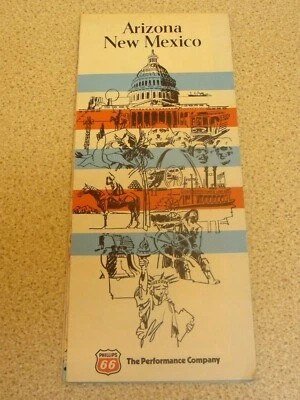 Arizona
New Mexico
PHILLIPS
66
The Performance Company